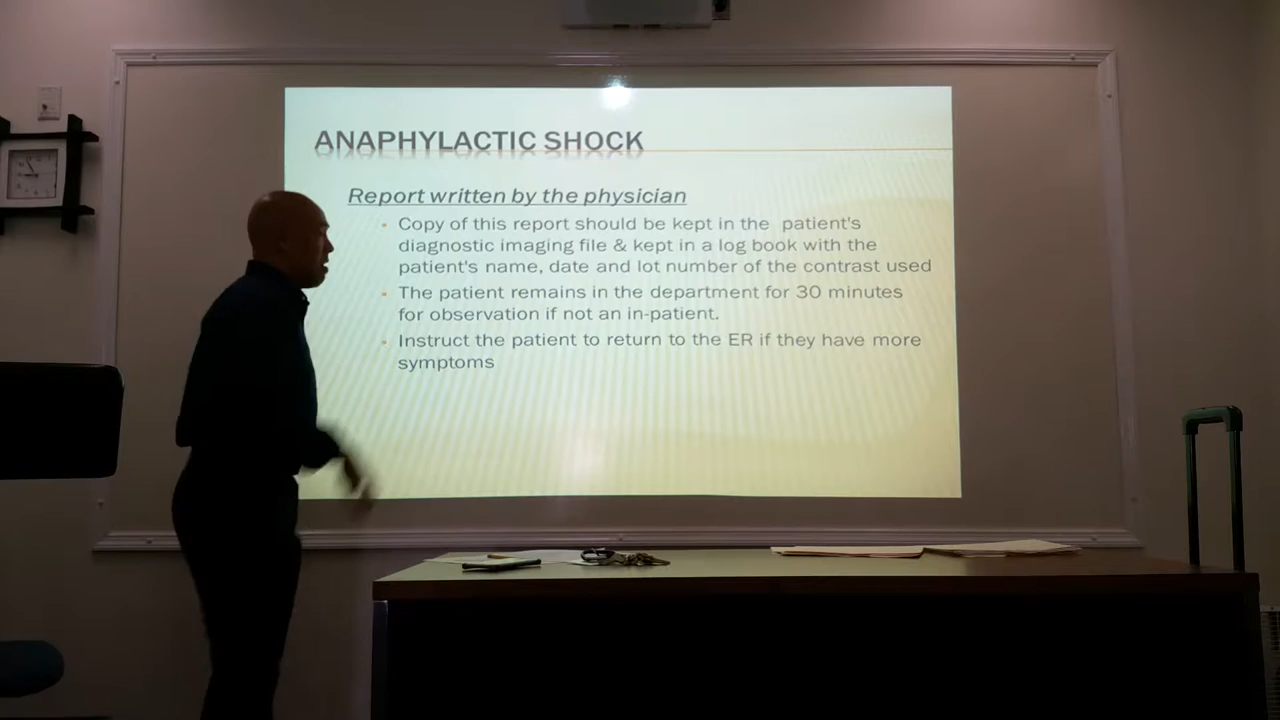 ANAPHYLACTIC SHOCK
Report written by the physician
Copy of this report should be kept in the patient's
diagnostic imaging file & kept in a log book with the
patient's name, date and lot number of the contrast used
The patient remains in the department for 30 minutes
for observation if not an in-patient.
Instruct the patient to return to the ER if they have more
symptoms